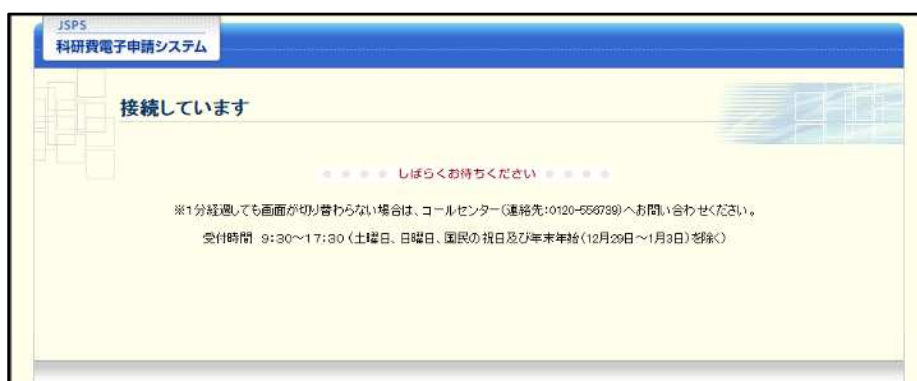 JSPS
科研費電子申請システム
接続しています
しばらくお待ちください
※1分経過しても画面が切り替わらない場合は、コールセンター(連絡先:0120-556739)へお問い合わせください。
受付時間 9:30～17:30 (土曜日、日曜日、国民の祝日及び年末年始(12月29日～1月3日)を除く)